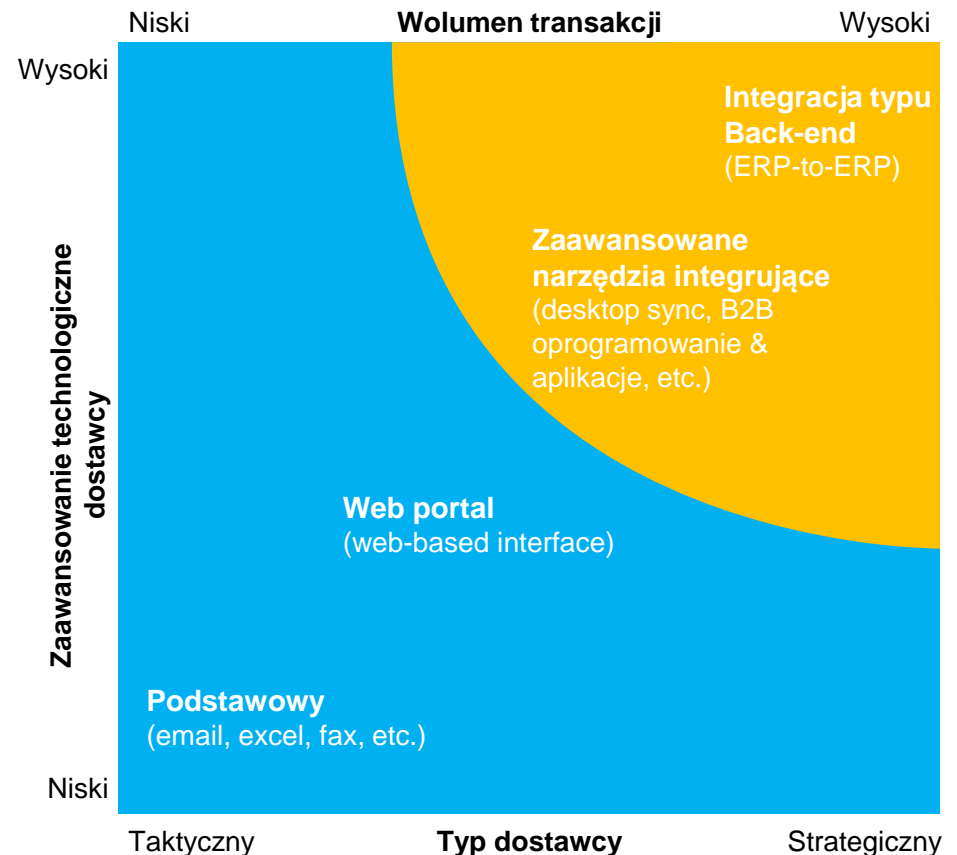 Niski Wolumen transakcji Wysoki
Wysoki
Integracja typu
Back-end
(ERP-to-ERP)
Zaawansowane
narzędzia integrujące
(desktop sync, B2B
oprogramowanie &
aplikacje, etc.)
Zaawansowanie technologiczne
dostawcy
Web portal
(web-based interface)
Podstawowy
(email, excel, fax, etc.)
Niski
Taktyczny Typ dostawcy Strategiczny